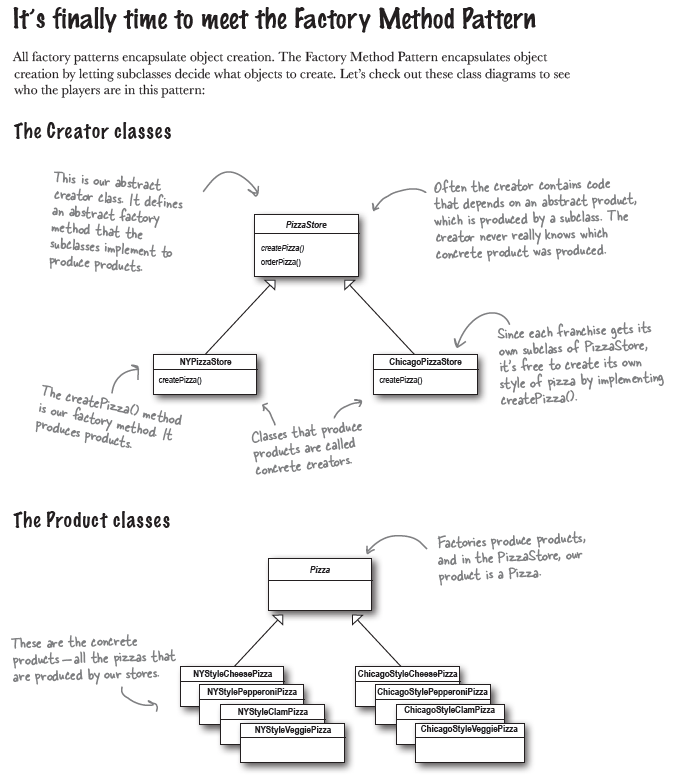 It's finally time to meet the Factory Method Pattern
All factory patterns encapsulate object creation. The Factory Method Pattern encapsulates object
creation by letting subclasses decide what objects to create. Let's check out these class diagrams to see
who the players are in this pattern:
The Creator classes
This is our abstract
creator class. It defines
an abstract factory
method that the
subclasses implement to
produce products.
PizzaStore
createPizza()
orderPizza()
Often the creator contains code
that depends on an abstract product,
which is produced by a subclass. The
creator never really knows which
concrete product was produced.
NYPizzaStore
createPizza()
ChicagoPizzaStore
createPizza()
Since each franchise gets its
own subclass of PizzaStore,
it's free to create its own
style of pizza by implementing
createPizza().
The createPizza() method
is our factory method. It
produces products.
Classes that produce
products are called
concrete creators.
The Product classes
Pizza
Factories produce products,
and in the PizzaStore, our
product is a Pizza.
These are the concrete
products—all the pizzas that
are produced by our stores.
NYStyleCheesePizza
NYStylePepperoniPizza
NYStyleClamPizza
NYStyleVeggiePizza
ChicagoStyleCheesePizza
ChicagoStylePepperoniPizza
ChicagoStyleClamPizza
ChicagoStyleVeggiePizza